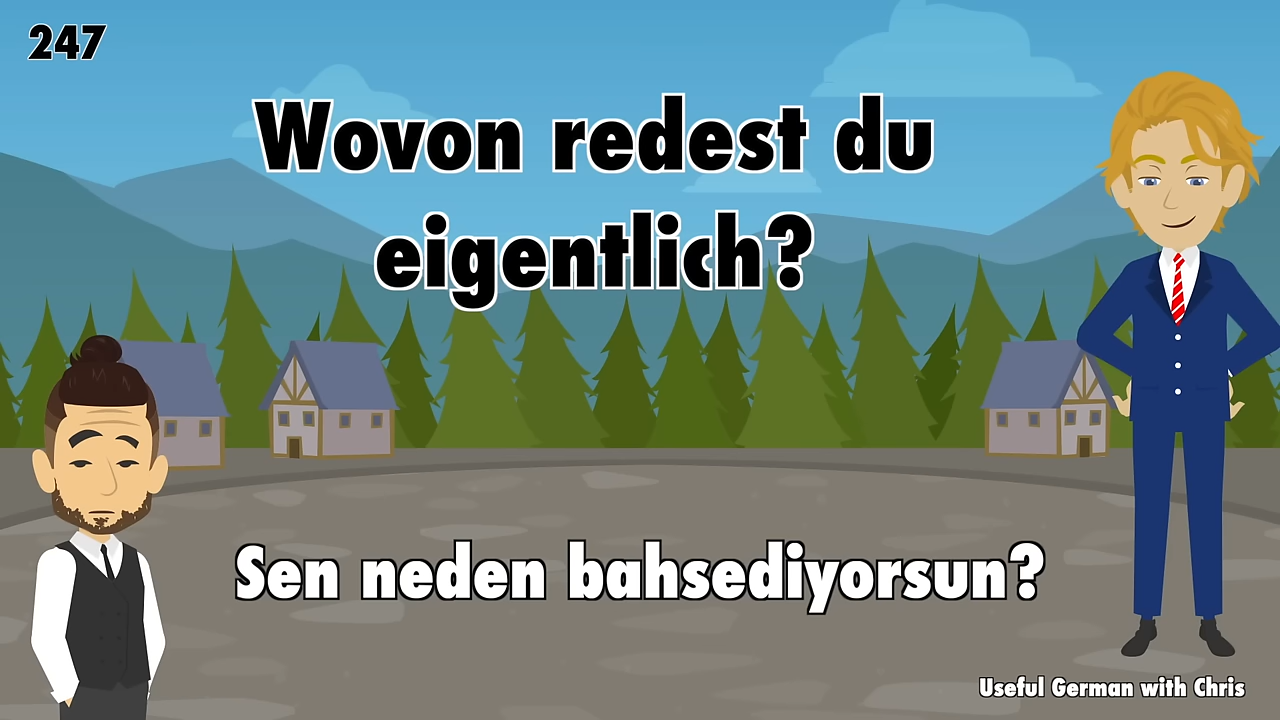 247
Wovon redest du
eigentlich?
Sen neden bahsediyorsun?
Useful German with Chris